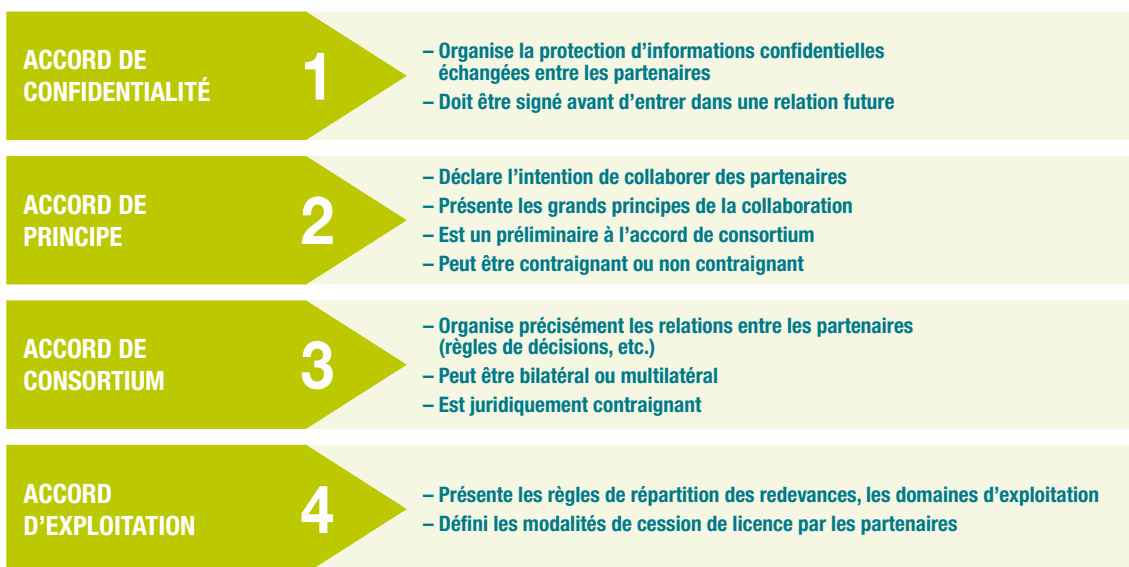 ACCORD DE
CONFIDENTIALITÉ
1
– Organise la protection d’informations confidentielles
échangées entre les partenaires
– Doit être signé avant d’entrer dans une relation future
ACCORD DE
PRINCIPE
2
– Déclare l’intention de collaborer des partenaires
– Présente les grands principes de la collaboration
– Est un préliminaire à l’accord de consortium
– Peut être contraignant ou non contraignant
ACCORD DE
CONSORTIUM
3
– Organise précisément les relations entre les partenaires
(règles de décisions, etc.)
– Peut être bilatéral ou multilatéral
– Est juridiquement contraignant
ACCORD
D’EXPLOITATION
4
– Présente les règles de répartition des redevances, les domaines d’exploitation
– Défini les modalités de cession de licence par les partenaires